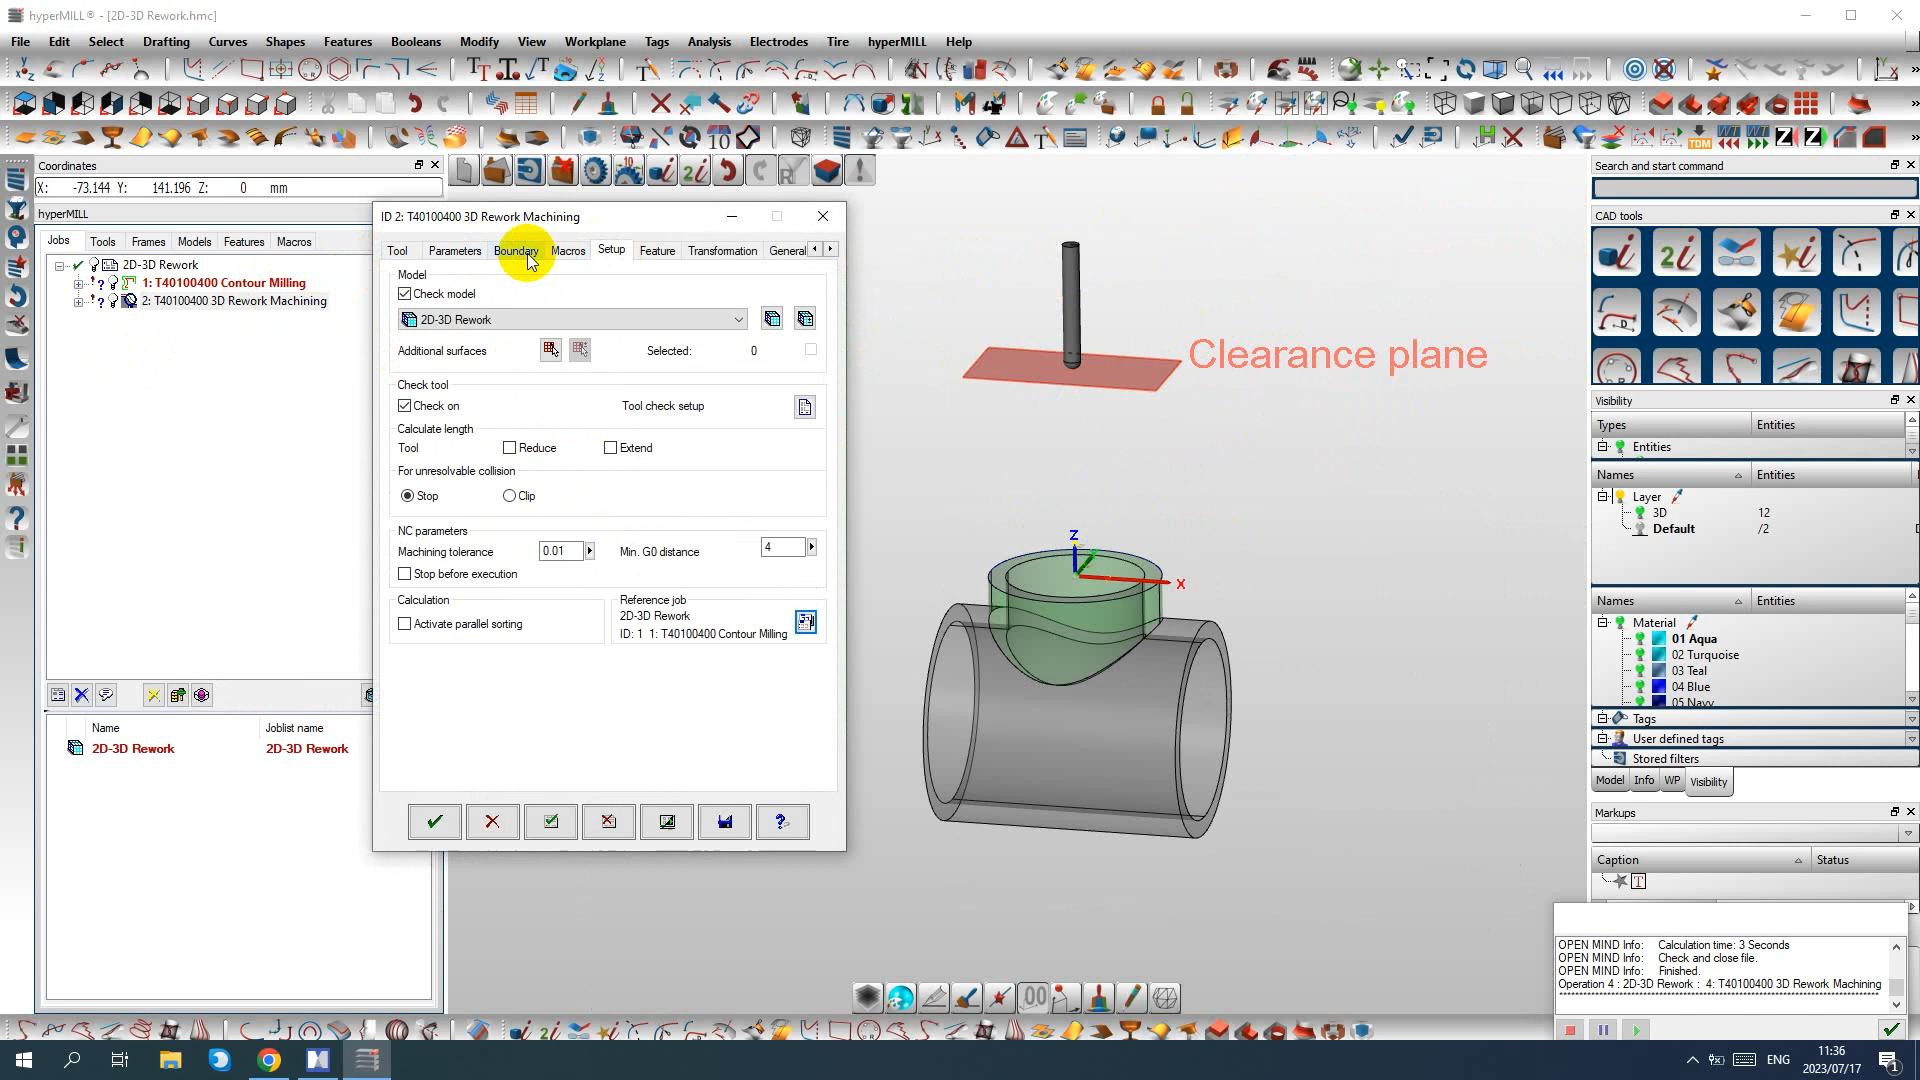 hyperMILL® - [2D-3D Rework.hmc]
File Edit Select Drafting Curves Shapes Features Booleans Modify View Workplane Tags Analysis Electrodes Tire hyperMILL Help
Coordinates
X: -73.144 Y: 141.196 Z: 0 mm
hyperMILL
Jobs Tools Frames Models Features Macros
2D-3D Rework
1: T40100400 Contour Milling
2: T40100400 3D Rework Machining
Name Joblist name
2D-3D Rework 2D-3D Rework
ID 2: T40100400 3D Rework Machining
Tool Parameters Boundary Macros Setup Feature Transformation General
Model
Check model
2D-3D Rework
Additional surfaces Selected: 0
Check tool
Check on Tool check setup
Calculate length
Tool Reduce Extend
For unresolvable collision
Stop Clip
NC parameters
Machining tolerance 0.01 Min. G0 distance 4
Stop before execution
Calculation
Activate parallel sorting
Reference job
2D-3D Rework
ID: 1 1: T40100400 Contour Milling
Clearance plane
Z
X
Search and start command
CAD tools
Visibility
Types Entities
Entities
Names Entities
Layer
3D 12
Default /2
Names Entities
Material
01 Aqua
02 Turquoise
03 Teal
04 Blue
05 Navy
Tags
User defined tags
Stored filters
Model Info WP Visibility
Markups
Caption Status
OPEN MIND Info: Calculation time: 3 Seconds
OPEN MIND Info: Check and close file.
OPEN MIND Info: Finished.
Operation 4 : 2D-3D Rework : 4: T40100400 3D Rework Machining
ENG
11:36
2023/07/17